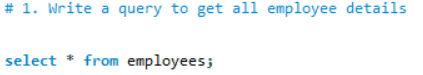 # 1. Write a query to get all employee details
select * from employees;